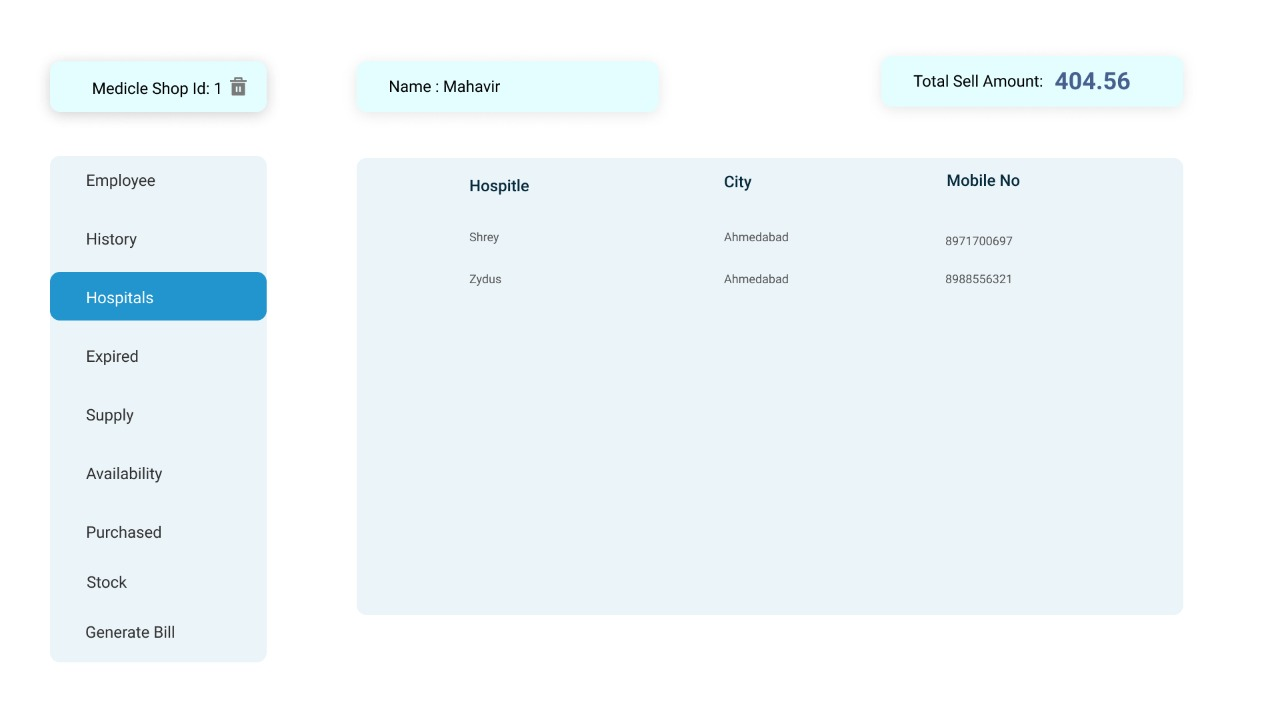 Medicle Shop Id: 1
Name : Mahavir
Total Sell Amount: 404.56
Employee
History
Hospitals
Expired
Supply
Availability
Purchased
Stock
Generate Bill
Hospitle City Mobile No
Shrey Ahmedabad 8971700697
Zydus Ahmedabad 8988556321